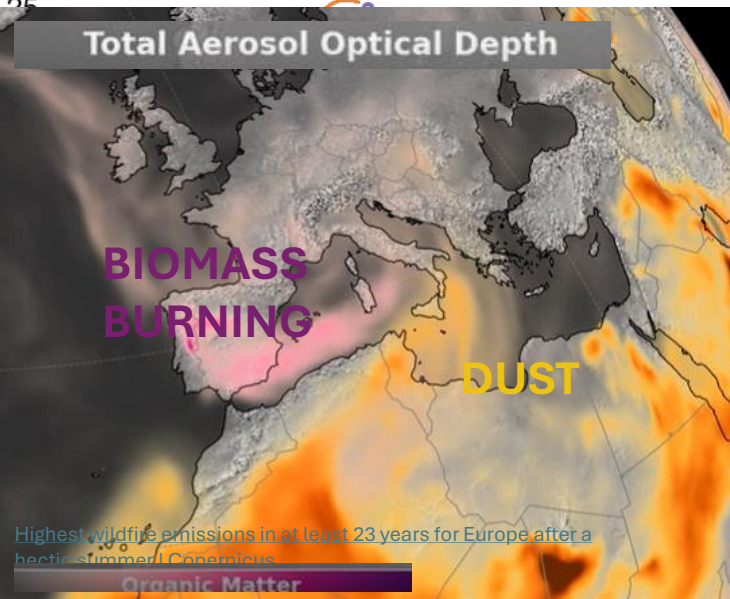 25
Total Aerosol Optical Depth
BIOMASS
BURNING
DUST
Highest wildfire emissions in at least 23 years for Europe after a
hectic summer | Copernicus
Organic Matter